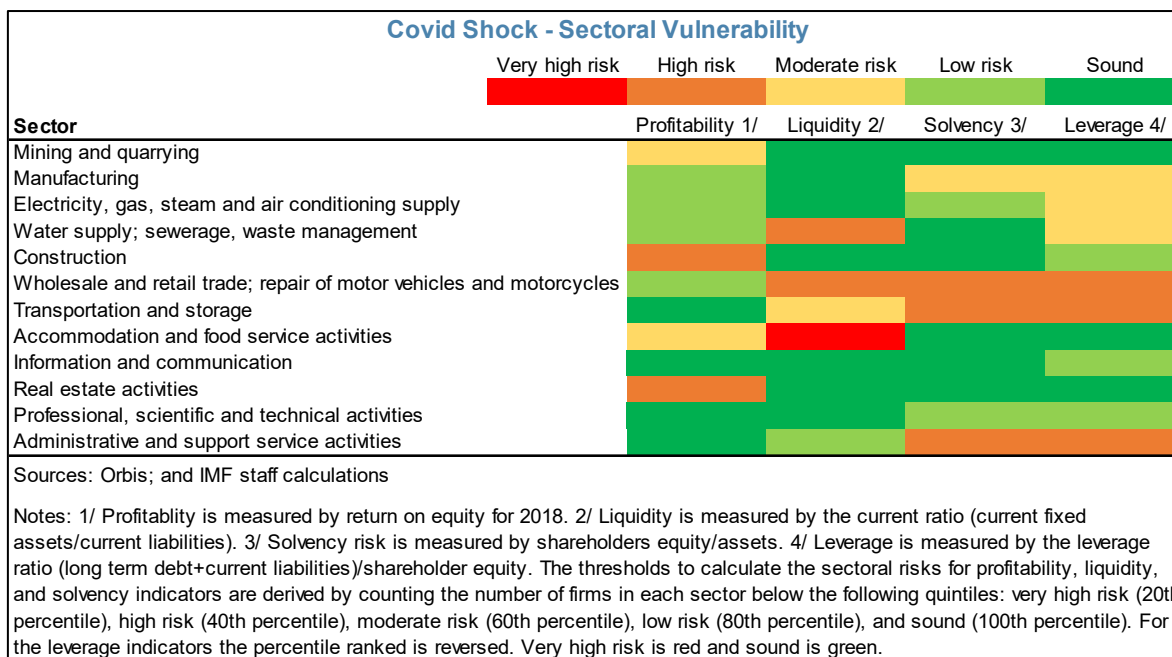 Covid Shock - Sectoral Vulnerability
Very high risk High risk Moderate risk Low risk Sound
Sector Profitability 1/ Liquidity 2/ Solvency 3/ Leverage 4/
Mining and quarrying
Manufacturing
Electricity, gas, steam and air conditioning supply
Water supply; sewerage, waste management
Construction
Wholesale and retail trade; repair of motor vehicles and motorcycles
Transportation and storage
Accommodation and food service activities
Information and communication
Real estate activities
Professional, scientific and technical activities
Administrative and support service activities
Sources: Orbis; and IMF staff calculations
Notes: 1/ Profitablity is measured by return on equity for 2018. 2/ Liquidity is measured by the current ratio (current fixed
assets/current liabilities). 3/ Solvency risk is measured by shareholders equity/assets. 4/ Leverage is measured by the leverage
ratio (long term debt+current liabilities)/shareholder equity. The thresholds to calculate the sectoral risks for profitability, liquidity,
and solvency indicators are derived by counting the number of firms in each sector below the following quintiles: very high risk (20th
percentile), high risk (40th percentile), moderate risk (60th percentile), low risk (80th percentile), and sound (100th percentile). For
the leverage indicators the percentile ranked is reversed. Very high risk is red and sound is green.